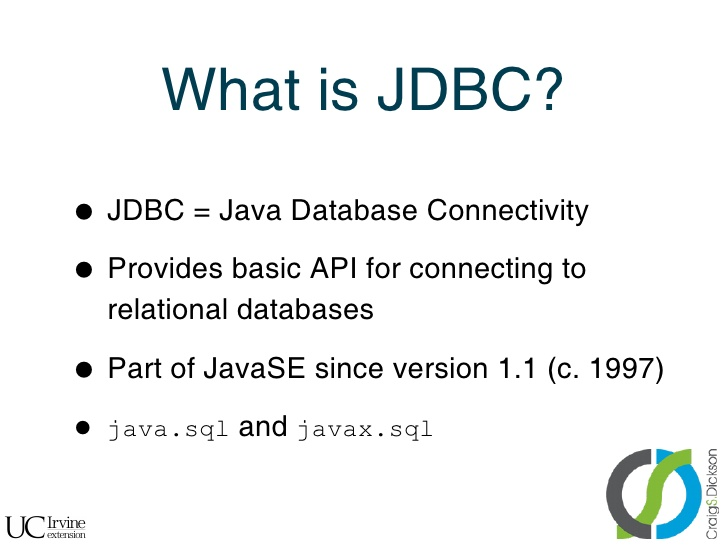 What is JDBC?
• JDBC = Java Database Connectivity
• Provides basic API for connecting to
relational databases
• Part of JavaSE since version 1.1 (c. 1997)
• java.sql and javax.sql
UC Irvine
extension
CraigS.Dickson